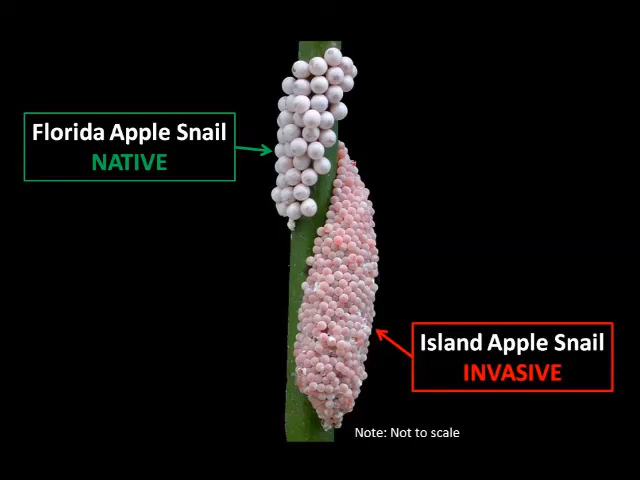 Florida Apple Snail
NATIVE
Island Apple Snail
INVASIVE
Note: Not to scale